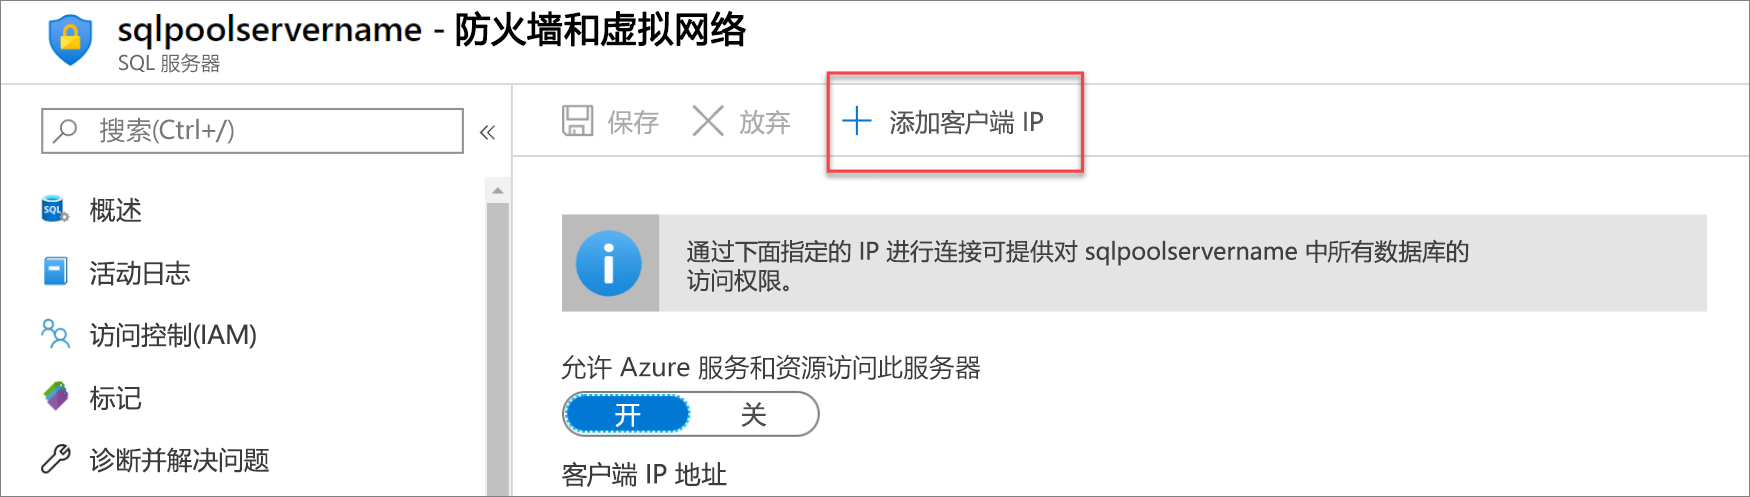 sqlpoolservername - 防火墙和虚拟网络
SQL 服务器
搜索(Ctrl+/)
«
保存
放弃
添加客户端 IP
概述
活动日志
访问控制(IAM)
标记
诊断并解决问题
通过下面指定的 IP 进行连接可提供对 sqlpoolservername 中所有数据库的
访问权限。
允许 Azure 服务和资源访问此服务器
开 关
客户端 IP 地址